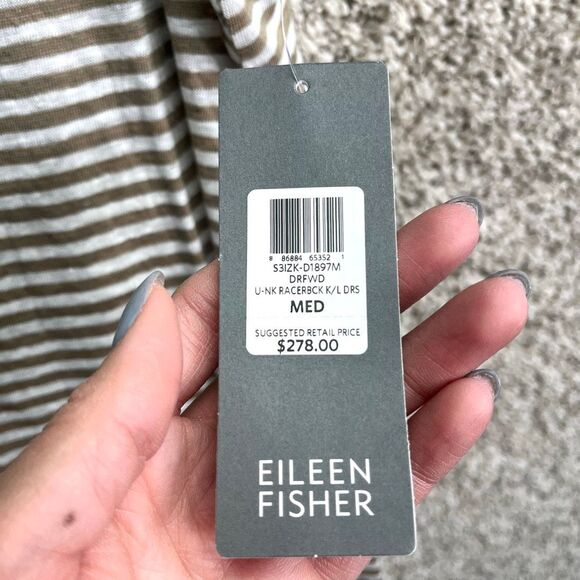 8 86884 65352 1
S3IZK-D1897M
DRFWD
U-NK RACERBCK K/L DRS
MED
SUGGESTED RETAIL PRICE
$278.00
EILEEN
FISHER